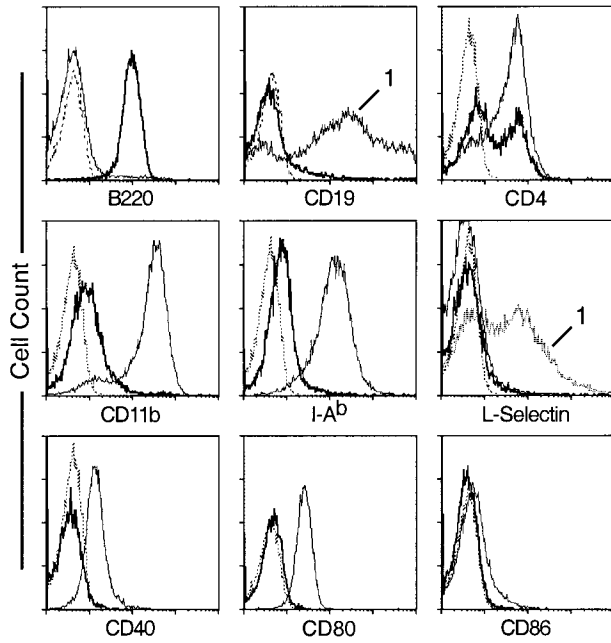 Cell Count
B220
1
CD19
CD4
CD11b
I-Aᵇ
1
L-Selectin
CD40
CD80
CD86